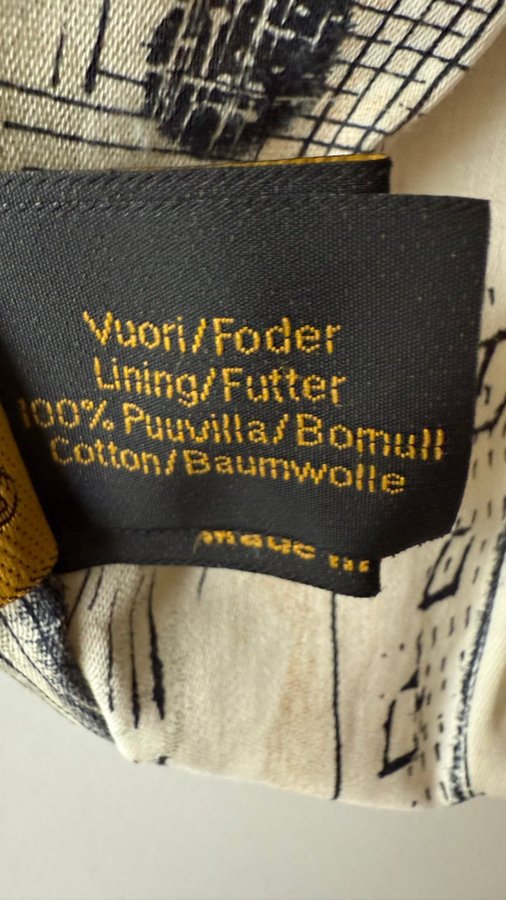 Vuori/Foder
Lining/Futter
100% Puuvilla/Bomull
Cotton/Baumwolle